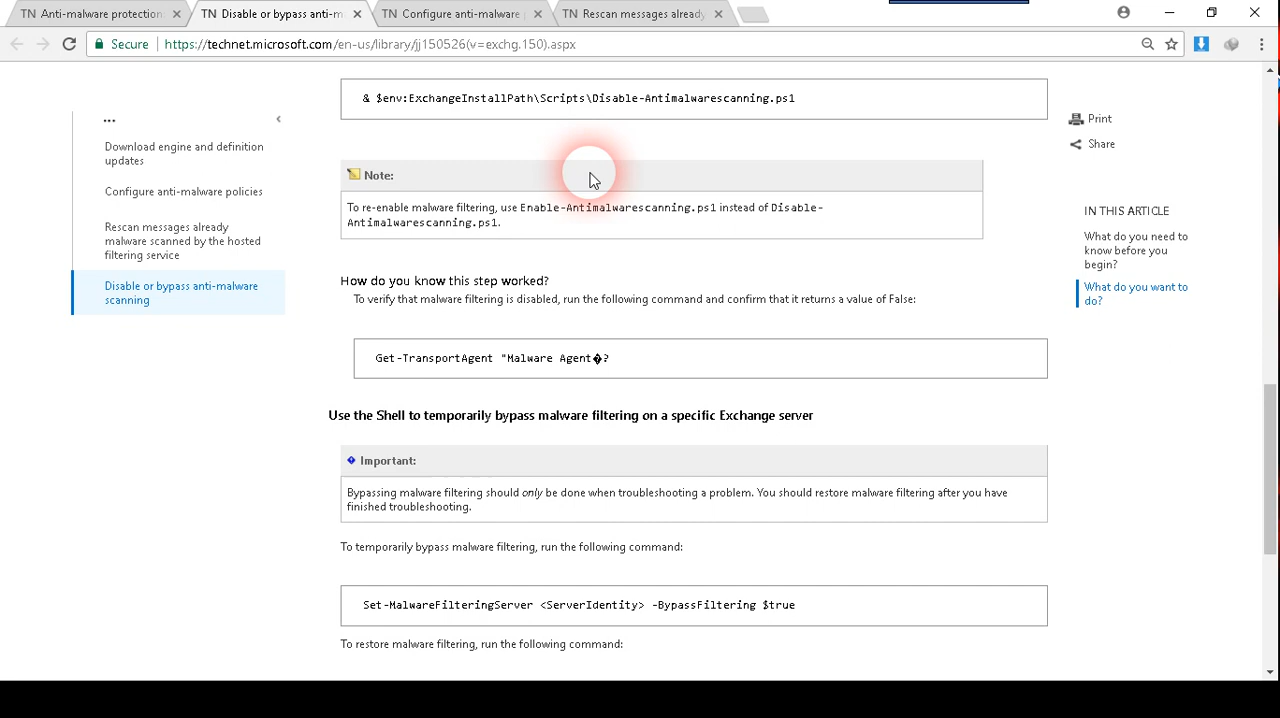 TN Anti-malware protection:
TN Disable or bypass anti-m
TN Configure anti-malware p
TN Rescan messages alread
Secure
https://technet.microsoft.com/en-us/library/jj150526(v=exchg.150).aspx
...
Download engine and definition
updates
Configure anti-malware policies
Rescan messages already
malware scanned by the hosted
filtering service
Disable or bypass anti-malware
scanning
& $env:ExchangeInstallPath\Scripts\Disable-Antimalwarescanning.ps1
Note:
To re-enable malware filtering, use Enable-Antimalwarescanning.ps1 instead of Disable-
Antimalwarescanning.ps1.
How do you know this step worked?
To verify that malware filtering is disabled, run the following command and confirm that it returns a value of False:
Get-TransportAgent "Malware Agent�?
Use the Shell to temporarily bypass malware filtering on a specific Exchange server
Important:
Bypassing malware filtering should only be done when troubleshooting a problem. You should restore malware filtering after you have
finished troubleshooting.
To temporarily bypass malware filtering, run the following command:
Set-MalwareFilteringServer <ServerIdentity> -BypassFiltering $true
To restore malware filtering, run the following command:
Print
Share
IN THIS ARTICLE
What do you need to
know before you
begin?
What do you want to
do?